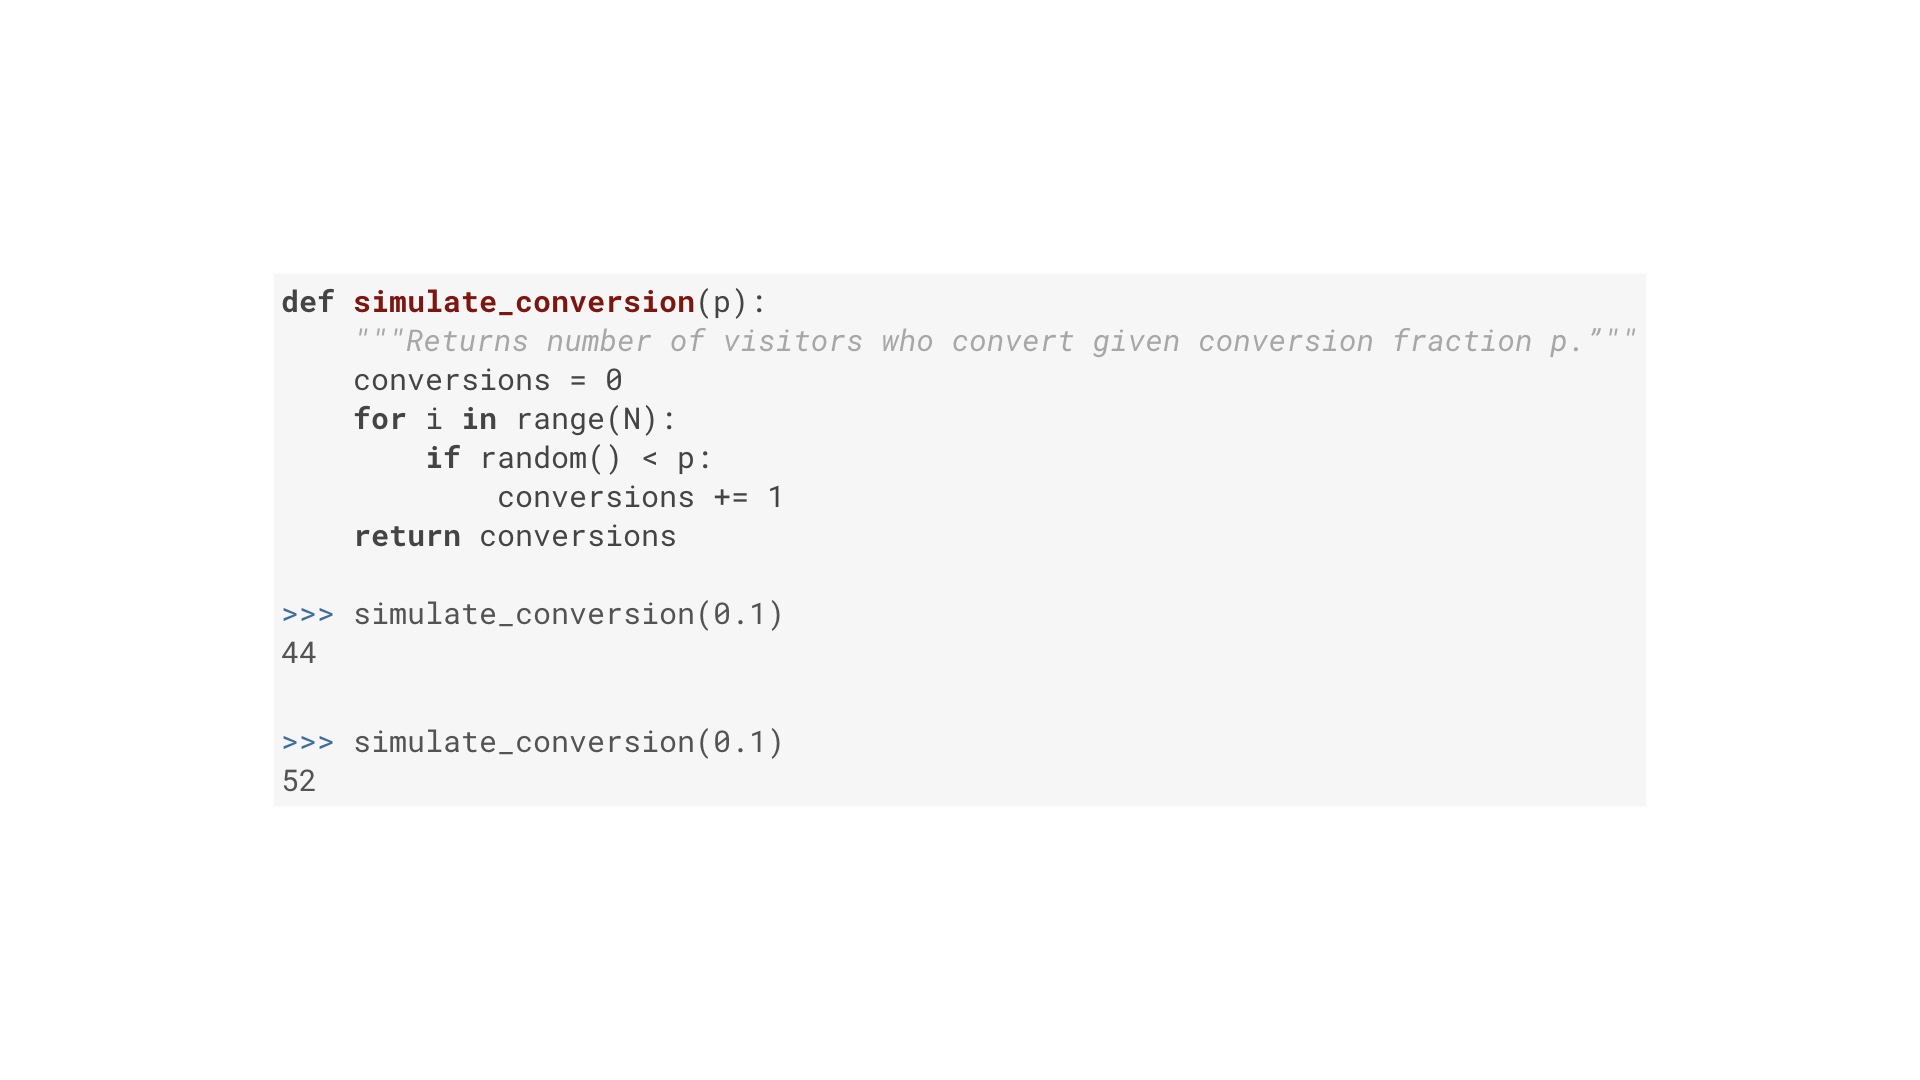 def simulate_conversion(p):
    """Returns number of visitors who convert given conversion fraction p.”""
    conversions = 0
    for i in range(N):
        if random() < p:
            conversions += 1
    return conversions
>>> simulate_conversion(0.1)
44
>>> simulate_conversion(0.1)
52